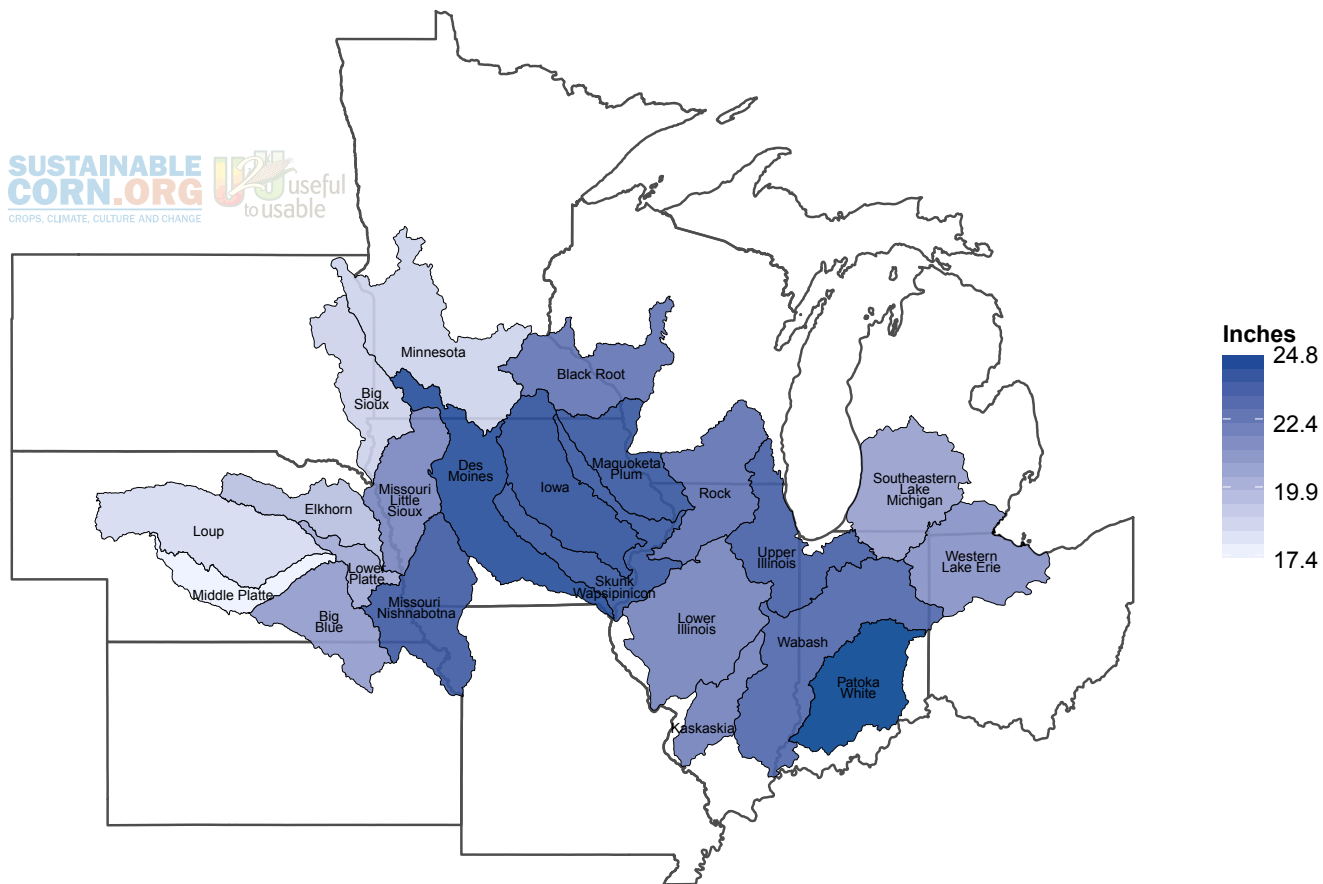 SUSTAINABLE
CORN.ORG
CROPS, CLIMATE, CULTURE AND CHANGE
U2U useful
to usable
Minnesota
Black Root
Big
Sioux
Des
Moines
Maquoketa
Plum
Iowa
Missouri
Little
Sioux
Rock
Southeastern
Lake
Michigan
Elkhorn
Loup
Upper
Illinois
Western
Lake Erie
Lower
Platte
Middle Platte
Skunk
Wapsipinicon
Missouri
Nishnabotna
Big
Blue
Lower
Illinois
Wabash
Patoka
White
Kaskaskia
Inches
24.8
22.4
19.9
17.4